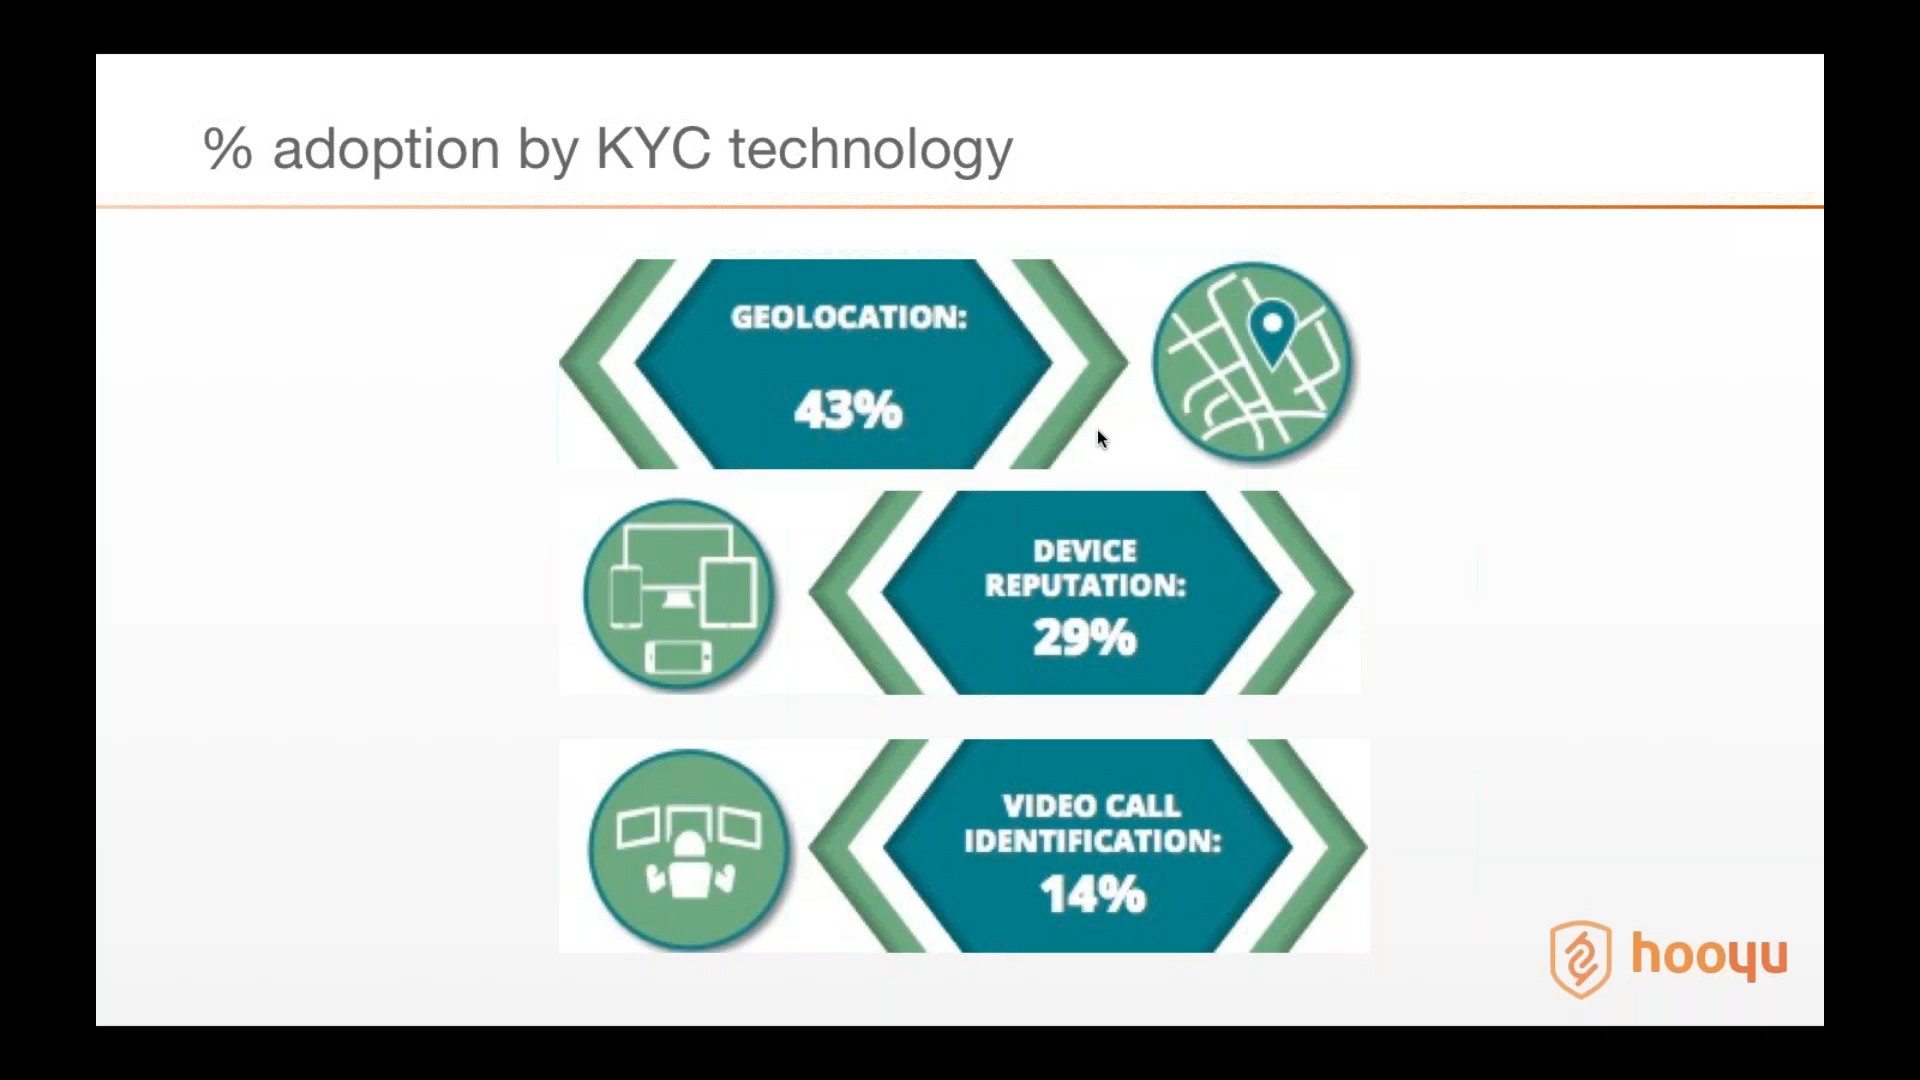 % adoption by KYC technology
GEOLOCATION:
43%
DEVICE
REPUTATION:
29%
VIDEO CALL
IDENTIFICATION:
14%
hooyu